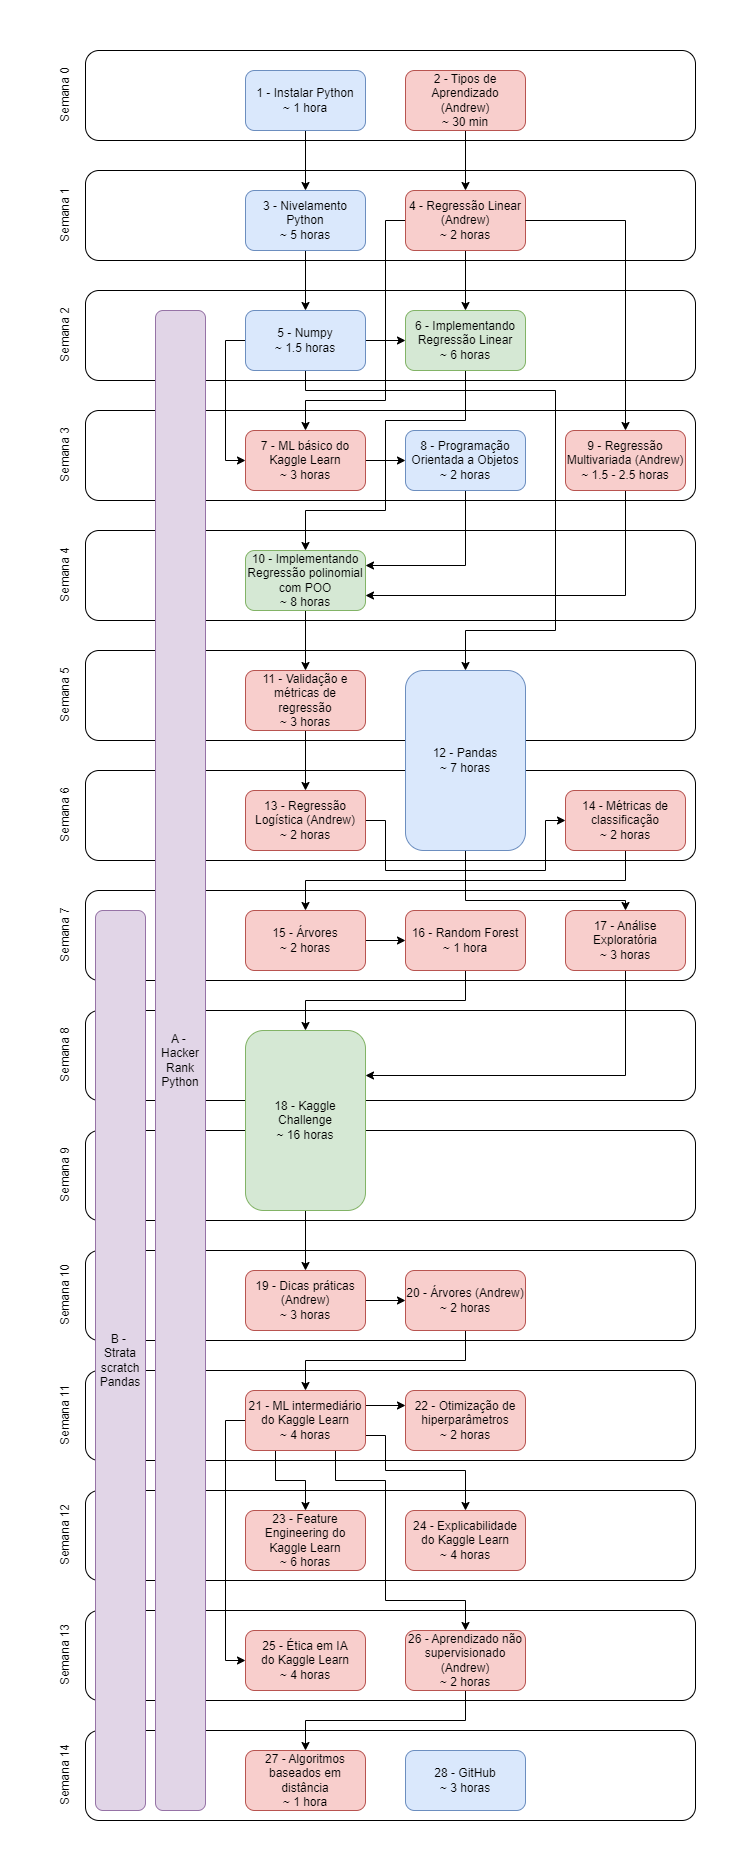 Semana 0
1 - Instalar Python
~ 1 hora
2 - Tipos de
Aprendizado
(Andrew)
~ 30 min
Semana 1
3 - Nivelamento
Python
~ 5 horas
4 - Regressão Linear
(Andrew)
~ 2 horas
Semana 2
5 - Numpy
~ 1.5 horas
6 - Implementando
Regressão Linear
~ 6 horas
Semana 3
7 - ML básico do
Kaggle Learn
~ 3 horas
8 - Programação
Orientada a Objetos
~ 2 horas
9 - Regressão
Multivariada (Andrew)
~ 1.5 - 2.5 horas
Semana 4
10 - Implementando
Regressão polinomial
com POO
~ 8 horas
Semana 5
11 - Validação e
métricas de
regressão
~ 3 horas
12 - Pandas
~ 7 horas
Semana 6
13 - Regressão
Logística (Andrew)
~ 2 horas
14 - Métricas de
classificação
~ 2 horas
Semana 7
15 - Árvores
~ 2 horas
16 - Random Forest
~ 1 hora
17 - Análise
Exploratória
~ 3 horas
Semana 8
A -
Hacker
Rank
Python
18 - Kaggle
Challenge
~ 16 horas
Semana 9
Semana 10
19 - Dicas práticas
(Andrew)
~ 3 horas
20 - Árvores (Andrew)
~ 2 horas
B -
Strata
scratch
Pandas
Semana 11
21 - ML intermediário
do Kaggle Learn
~ 4 horas
22 - Otimização de
hiperparâmetros
~ 2 horas
Semana 12
23 - Feature
Engineering do
Kaggle Learn
~ 6 horas
24 - Explicabilidade
do Kaggle Learn
~ 4 horas
Semana 13
25 - Ética em IA
do Kaggle Learn
~ 4 horas
26 - Aprendizado não
supervisionado
(Andrew)
~ 2 horas
Semana 14
27 - Algoritmos
baseados em
distância
~ 1 hora
28 - GitHub
~ 3 horas